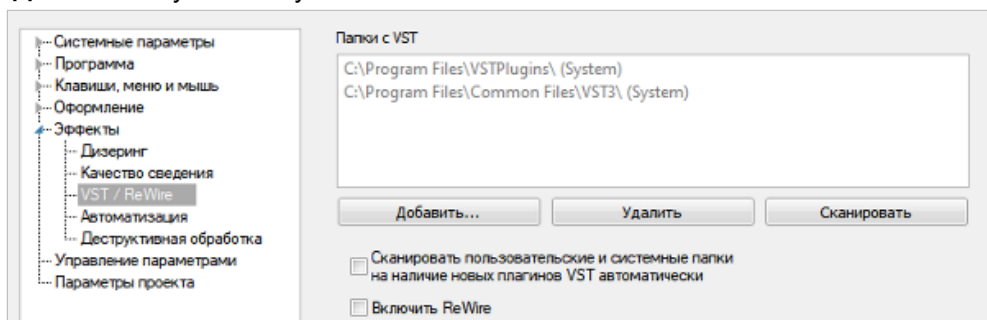 Системные параметры
Программа
Клавиши, меню и мышь
Оформление
Эффекты
Дизеринг
Качество сведения
VST / ReWire
Автоматизация
Деструктивная обработка
Управление параметрами
Параметры проекта
Папки с VST
C:\Program Files\VSTPlugins\ (System)
C:\Program Files\Common Files\VST3\ (System)
Добавить...
Удалить
Сканировать
Сканировать пользовательские и системные папки
на наличие новых плагинов VST автоматически
Включить ReWire